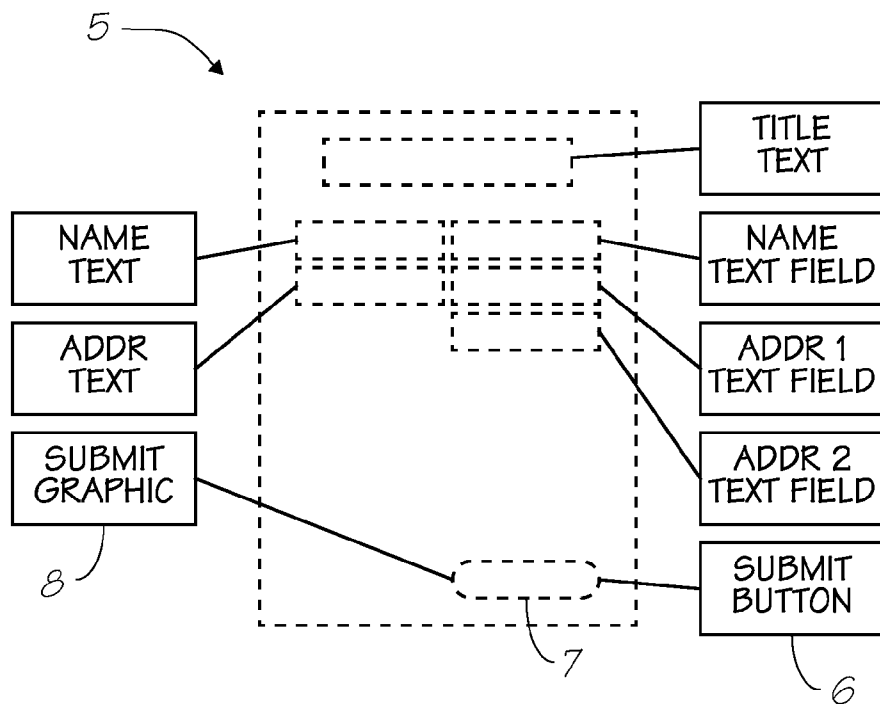 5
TITLE
TEXT
NAME
TEXT
NAME
TEXT FIELD
ADDR
TEXT
ADDR 1
TEXT FIELD
SUBMIT
GRAPHIC
ADDR 2
TEXT FIELD
8
SUBMIT
BUTTON
7
6